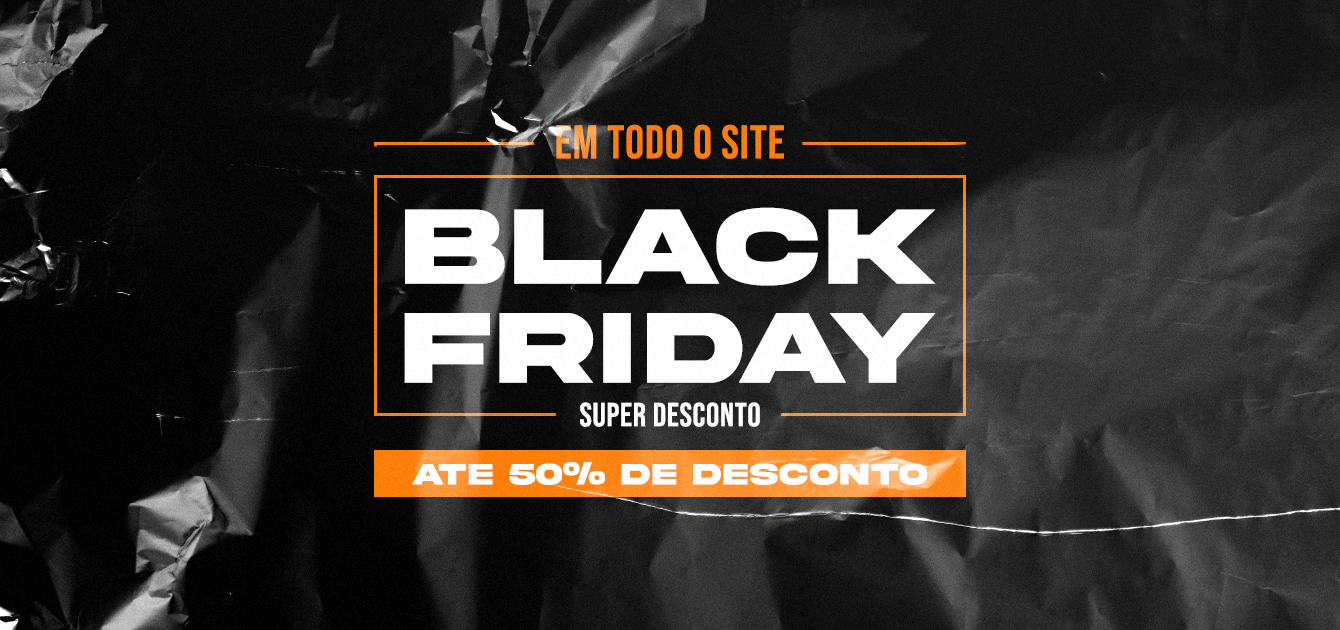 EM TODO O SITE
BLACK
FRIDAY
SUPER DESCONTO
ATE 50% DE DESCONTO